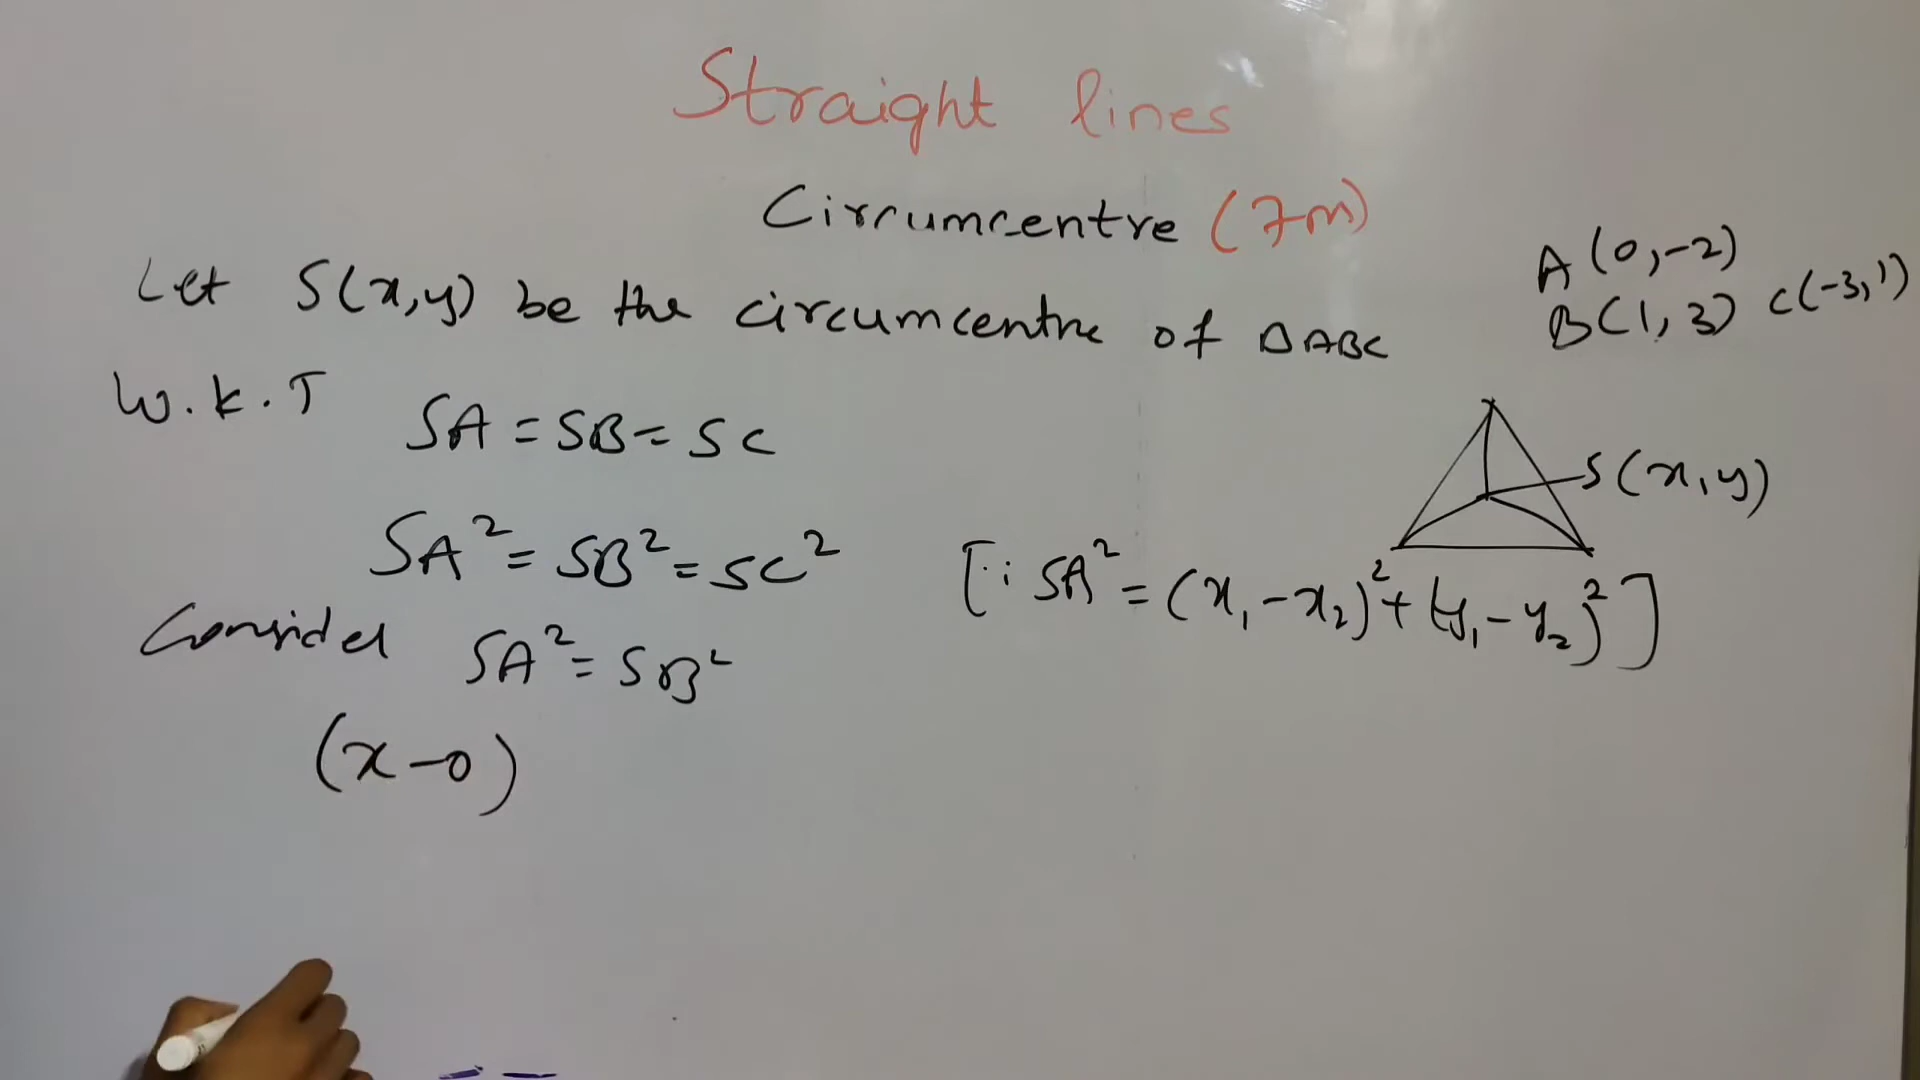 Straight lines
Circumcentre (7m)
A(0,-2)
B(1,3) C(-3,1)
Let S(x,y) be the circumcentre of ΔABC
W.K.T SA = SB = SC
S(x,y)
SA² = SB² = SC²
[∵ SA² = (x₁-x₂)² + (y₁-y₂)²]
Consider SA² = SB²
(x-0)